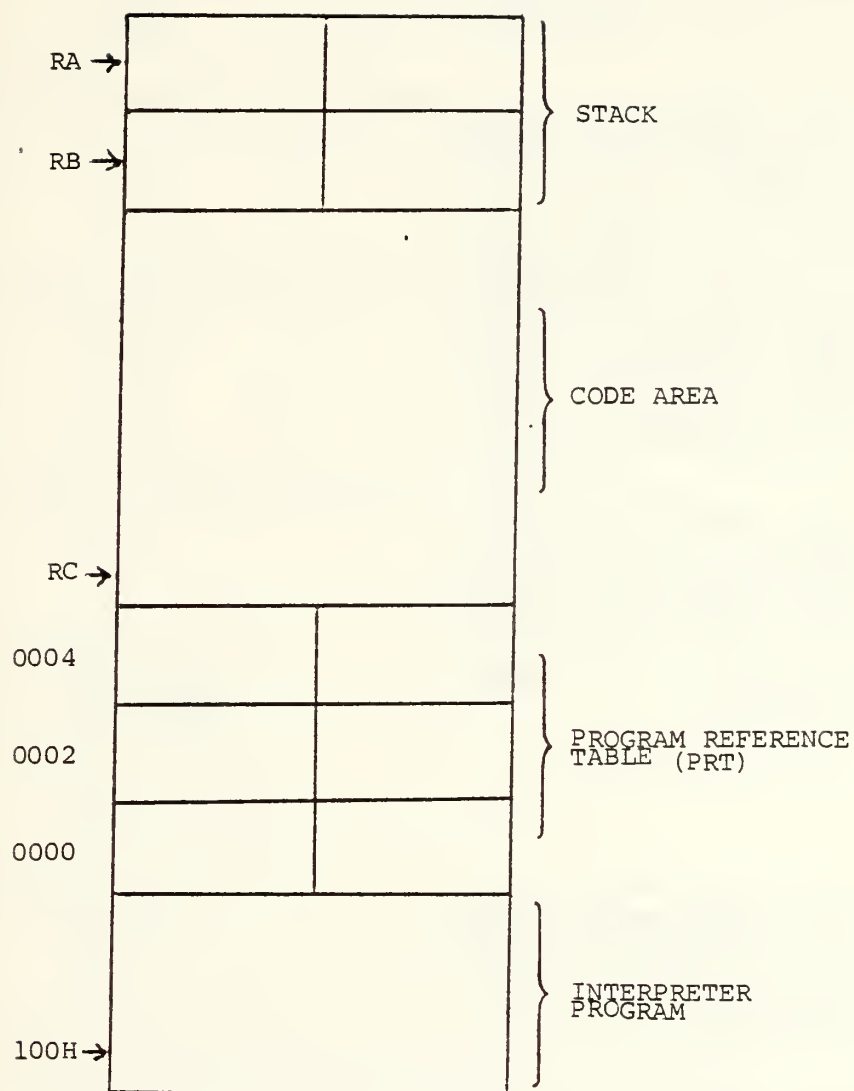 RA
STACK
RB
CODE AREA
RC
0004
PROGRAM REFERENCE
TABLE (PRT)
0002
0000
INTERPRETER
PROGRAM
100H